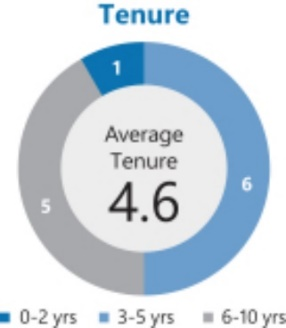 Tenure
1
Average
Tenure
4.6
5
6
0-2 yrs 3-5 yrs 6-10 yrs